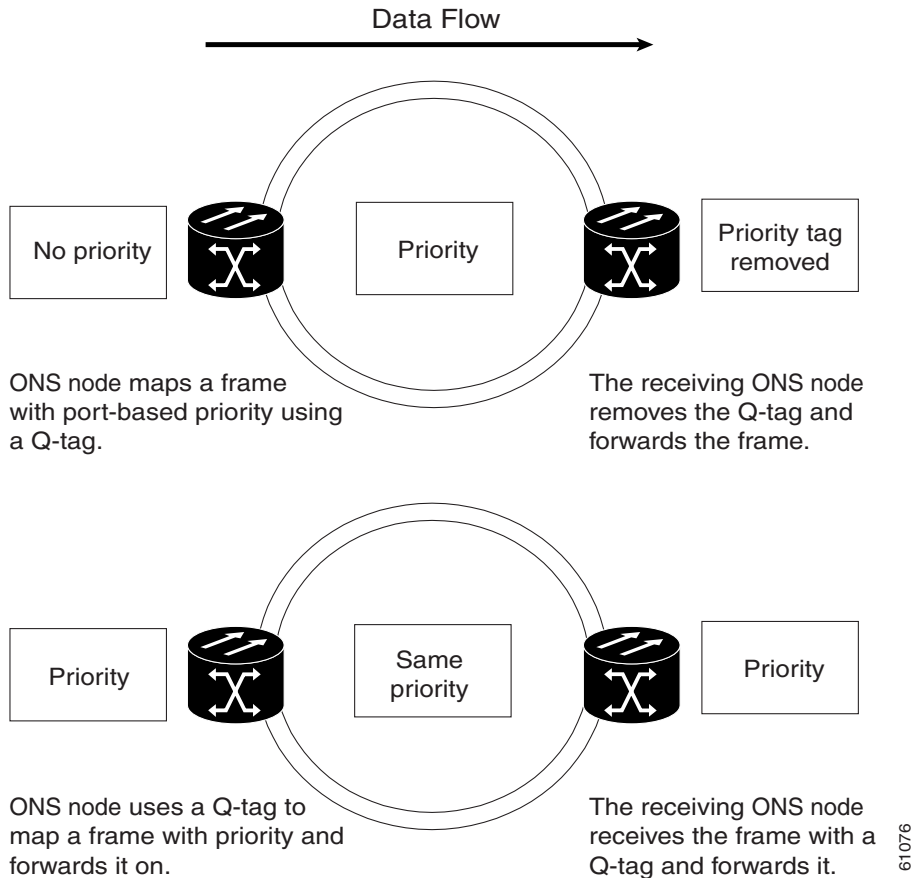 Data Flow
No priority
Priority
Priority tag
removed
ONS node maps a frame
with port-based priority using
a Q-tag.
The receiving ONS node
removes the Q-tag and
forwards the frame.
Priority
Same
priority
Priority
ONS node uses a Q-tag to
map a frame with priority and
forwards it on.
The receiving ONS node
receives the frame with a
Q-tag and forwards it.
61076